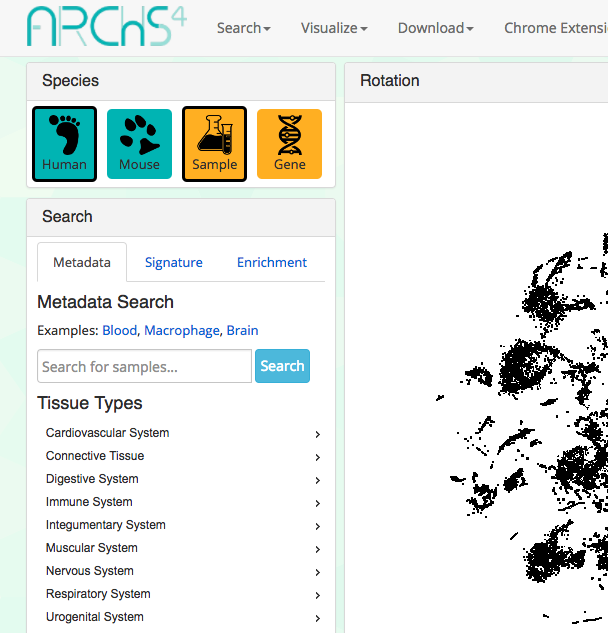 ARCHS4
Search Visualize Download Chrome Extensi
Species
Human Mouse Sample Gene
Search
Metadata Signature Enrichment
Metadata Search
Examples: Blood, Macrophage, Brain
Search for samples... Search
Tissue Types
Cardiovascular System
Connective Tissue
Digestive System
Immune System
Integumentary System
Muscular System
Nervous System
Respiratory System
Urogenital System
Rotation